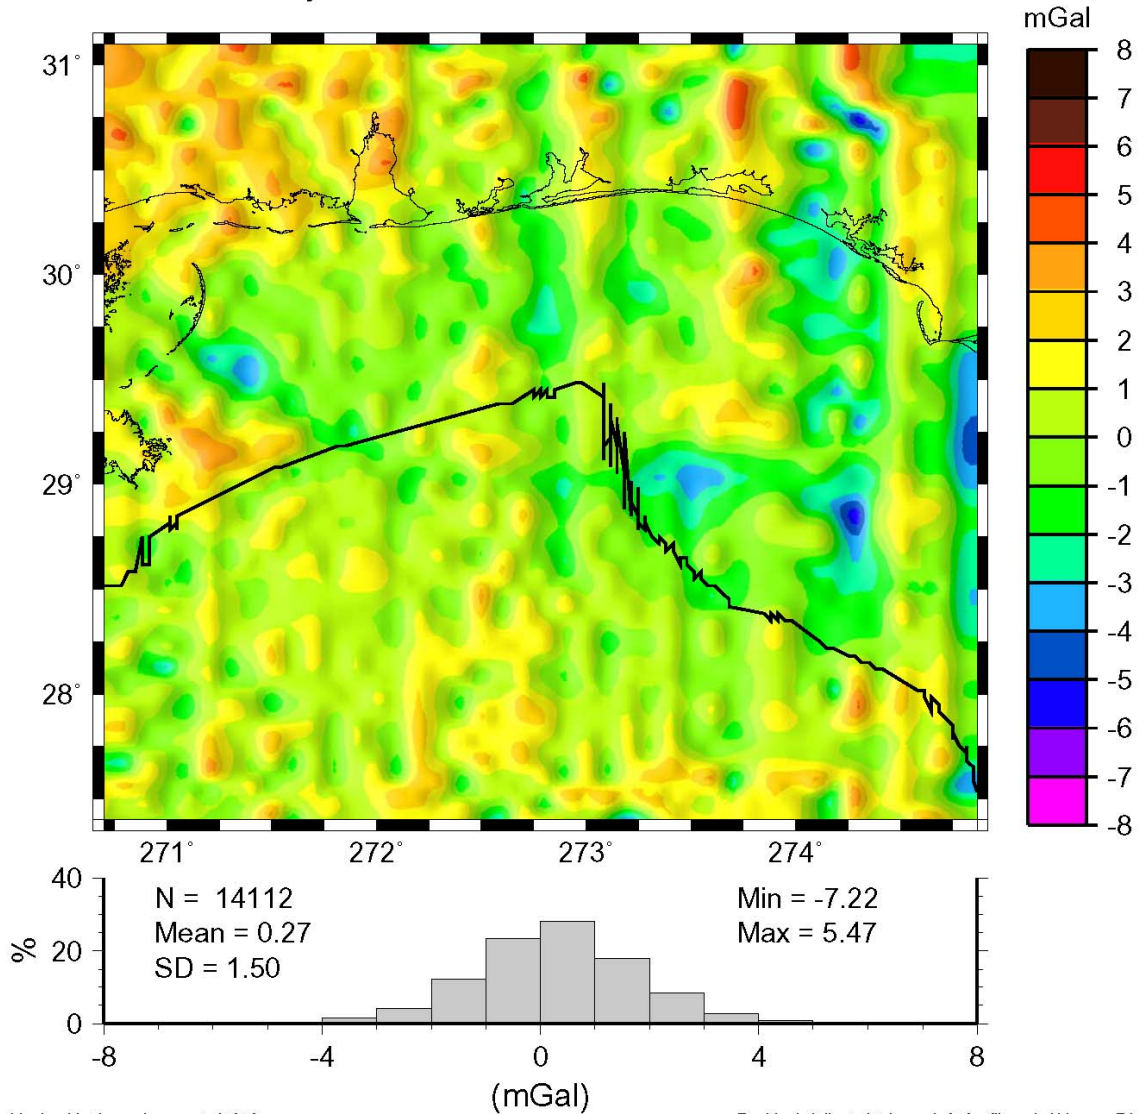 mGal
31°
30°
29°
28°
271° 272° 273° 274°
8
7
6
5
4
3
2
1
0
-1
-2
-3
-4
-5
-6
-7
-8
40
20
0
%
N = 14112
Mean = 0.27
SD = 1.50
Min = -7.22
Max = 5.47
-8 -4 0 4 8
(mGal)